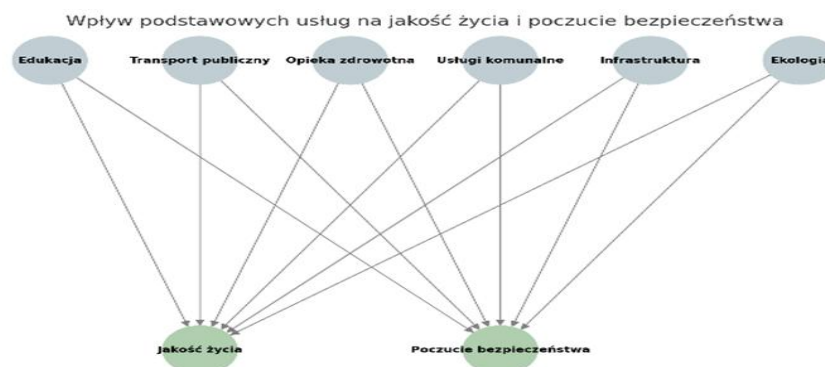 Wpływ podstawowych usług na jakość życia i poczucie bezpieczeństwa
Edukacja
Transport publiczny
Opieka zdrowotna
Usługi komunalne
Infrastruktura
Ekologia
Jakość życia
Poczucie bezpieczeństwa